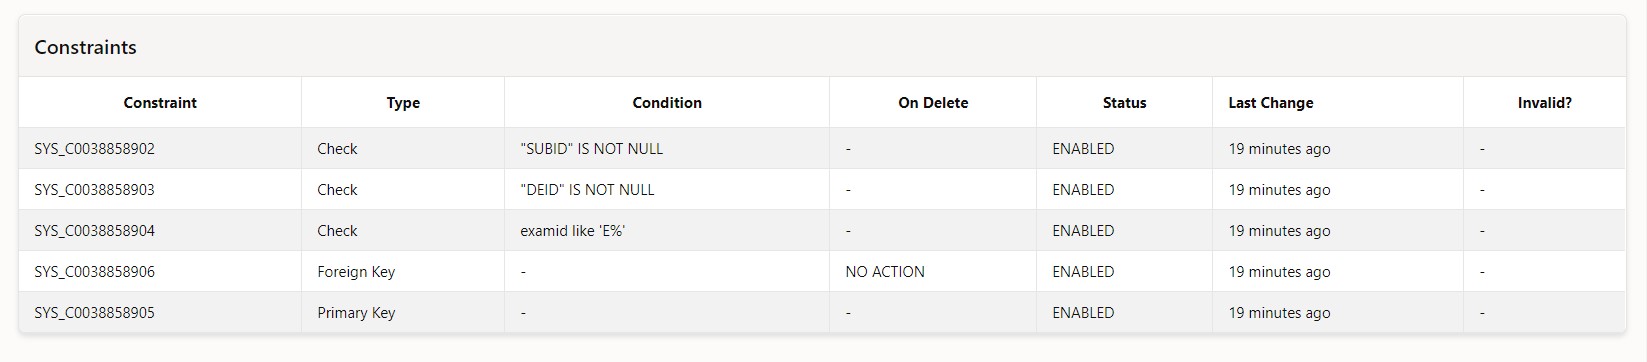 Constraints
Constraint Type Condition On Delete Status Last Change Invalid?
SYS_C0038858902 Check "SUBID" IS NOT NULL - ENABLED 19 minutes ago -
SYS_C0038858903 Check "DEID" IS NOT NULL - ENABLED 19 minutes ago -
SYS_C0038858904 Check examid like 'E%' - ENABLED 19 minutes ago -
SYS_C0038858906 Foreign Key - NO ACTION ENABLED 19 minutes ago -
SYS_C0038858905 Primary Key - - ENABLED 19 minutes ago -